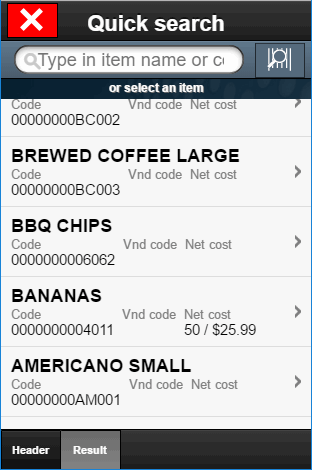 Quick search
Type in item name or co
or select an item
Code Vnd code Net cost
00000000BC002
BREWED COFFEE LARGE
Code Vnd code Net cost
00000000BC003
BBQ CHIPS
Code Vnd code Net cost
0000000006062
BANANAS
Code Vnd code Net cost
0000000004011 50 / $25.99
AMERICANO SMALL
Code Vnd code Net cost
00000000AM001
Header Result